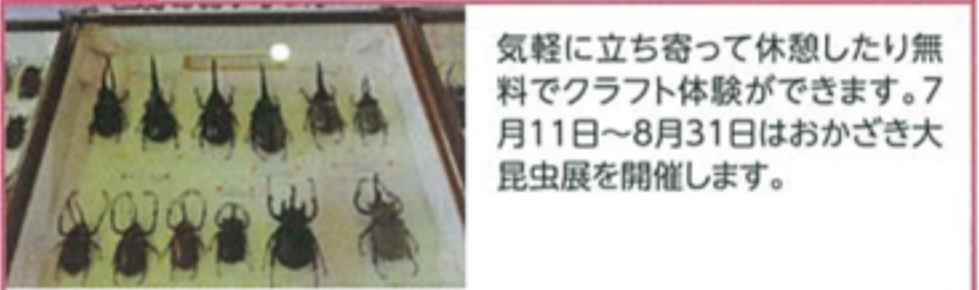 気軽に立ち寄って休憩したり無
料でクラフト体験ができます。7
月11日～8月31日はおかざき大
昆虫展を開催します。